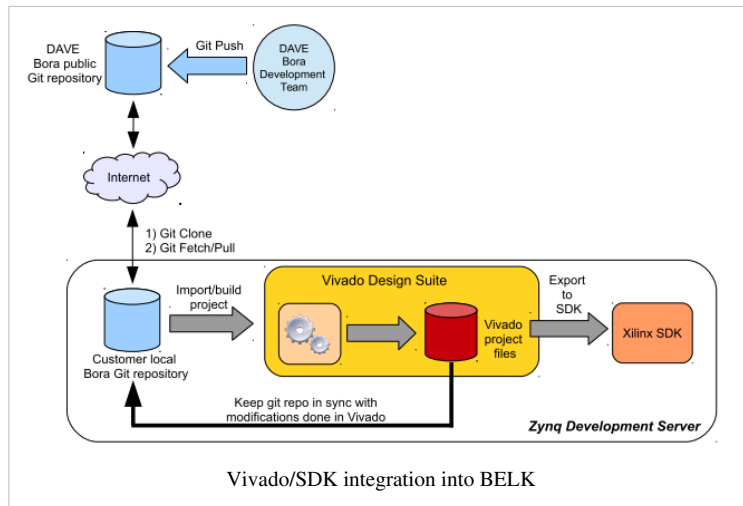 DAVE
Bora public
Git repository
Git Push
DAVE
Bora
Development
Team
Internet
1) Git Clone
2) Git Fetch/Pull
Import/build
project
Vivado Design Suite
Export
to
SDK
Vivado
project
files
Xilinx SDK
Customer local
Bora Git repository
Keep git repo in sync with
modifications done in Vivado
Zynq Development Server
Vivado/SDK integration into BELK